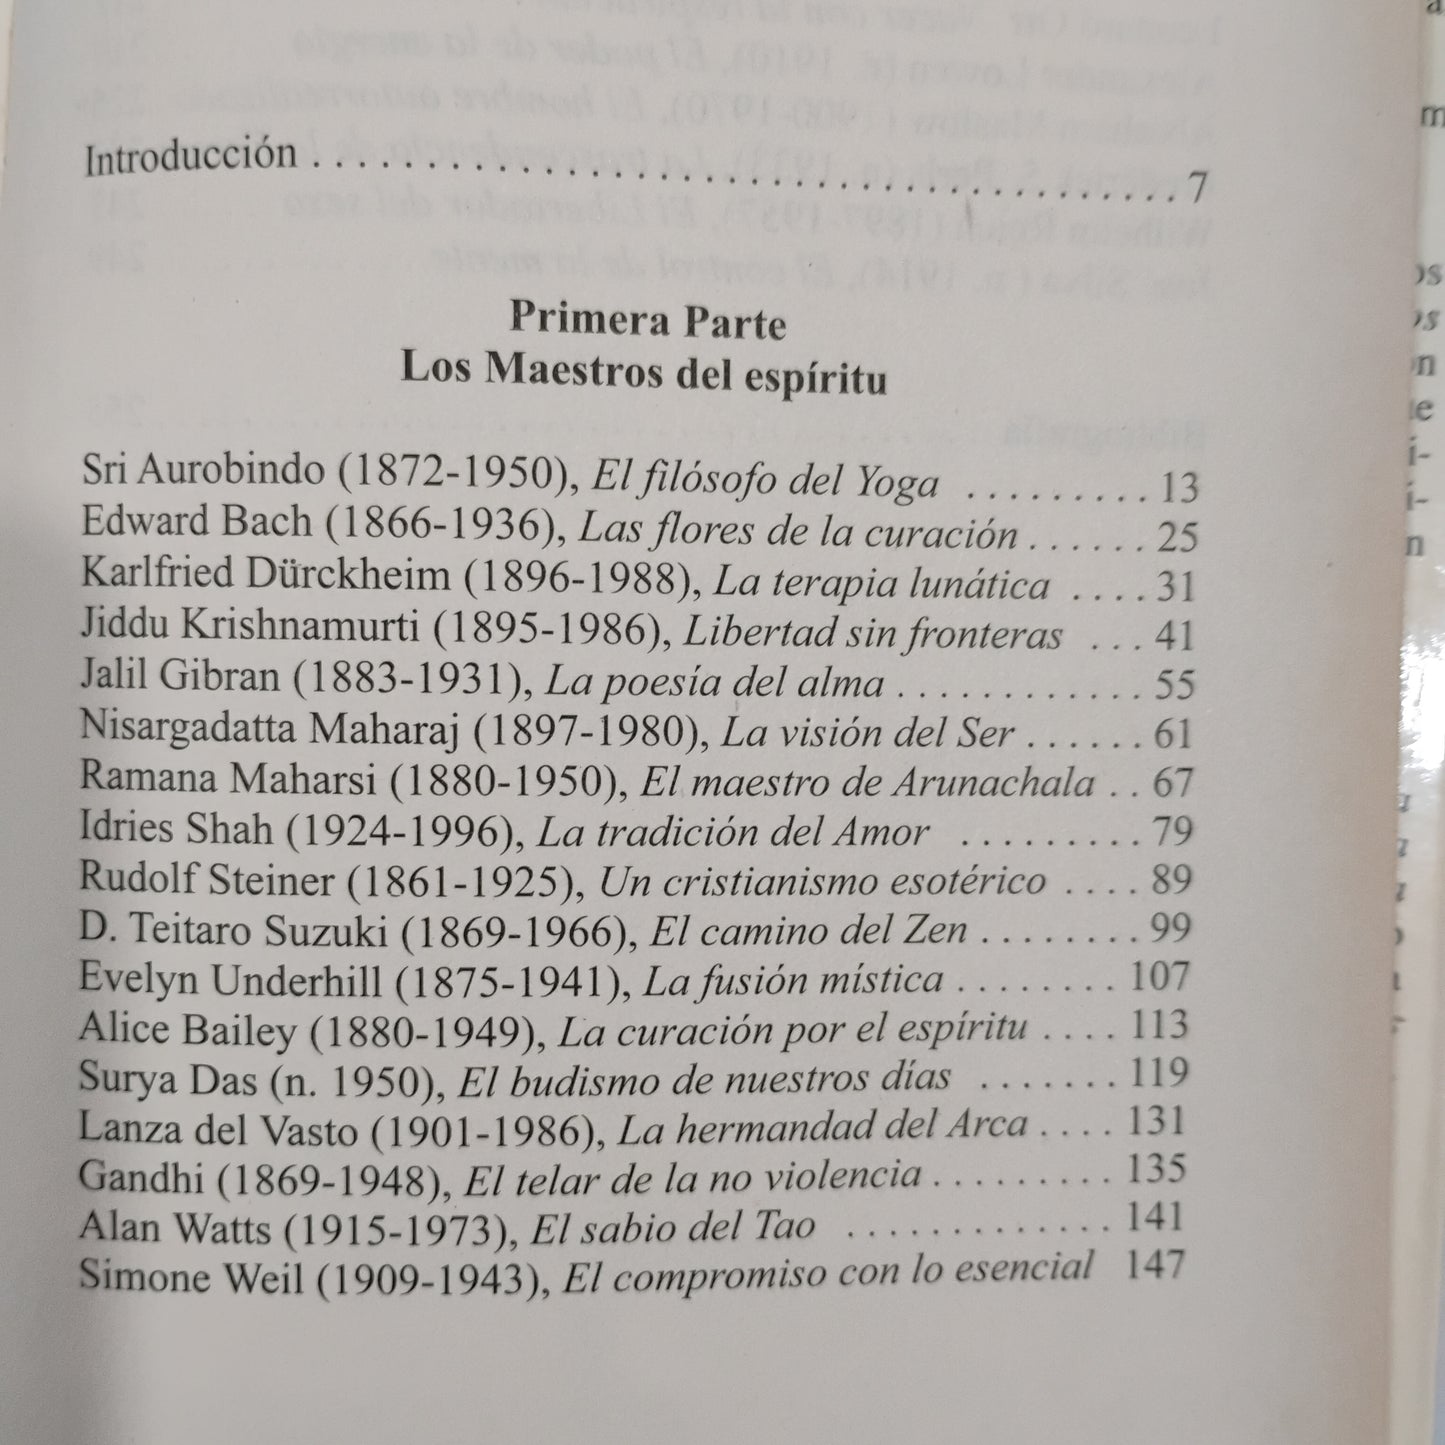 Introducción . . . . . . . . . . . . . . . . . . . . . . . . . . . . . . . . . . . . . . . . . . . 7
Primera Parte
Los Maestros del espíritu
Sri Aurobindo (1872-1950), El filósofo del Yoga . . . . . . . . . 13
Edward Bach (1866-1936), Las flores de la curación . . . . . . 25
Karlfried Dürckheim (1896-1988), La terapia lunática . . . . 31
Jiddu Krishnamurti (1895-1986), Libertad sin fronteras . . . 41
Jalil Gibran (1883-1931), La poesía del alma . . . . . . . . . . . . 55
Nisargadatta Maharaj (1897-1980), La visión del Ser . . . . . . 61
Ramana Maharsi (1880-1950), El maestro de Arunachala . . 67
Idries Shah (1924-1996), La tradición del Amor . . . . . . . . . 79
Rudolf Steiner (1861-1925), Un cristianismo esotérico . . . . 89
D. Teitaro Suzuki (1869-1966), El camino del Zen . . . . . . . . 99
Evelyn Underhill (1875-1941), La fusión mística . . . . . . . . 107
Alice Bailey (1880-1949), La curación por el espíritu . . . . 113
Surya Das (n. 1950), El budismo de nuestros días . . . . . . . 119
Lanza del Vasto (1901-1986), La hermandad del Arca . . . . 131
Gandhi (1869-1948), El telar de la no violencia . . . . . . . . . 135
Alan Watts (1915-1973), El sabio del Tao . . . . . . . . . . . . . 141
Simone Weil (1909-1943), El compromiso con lo esencial 147